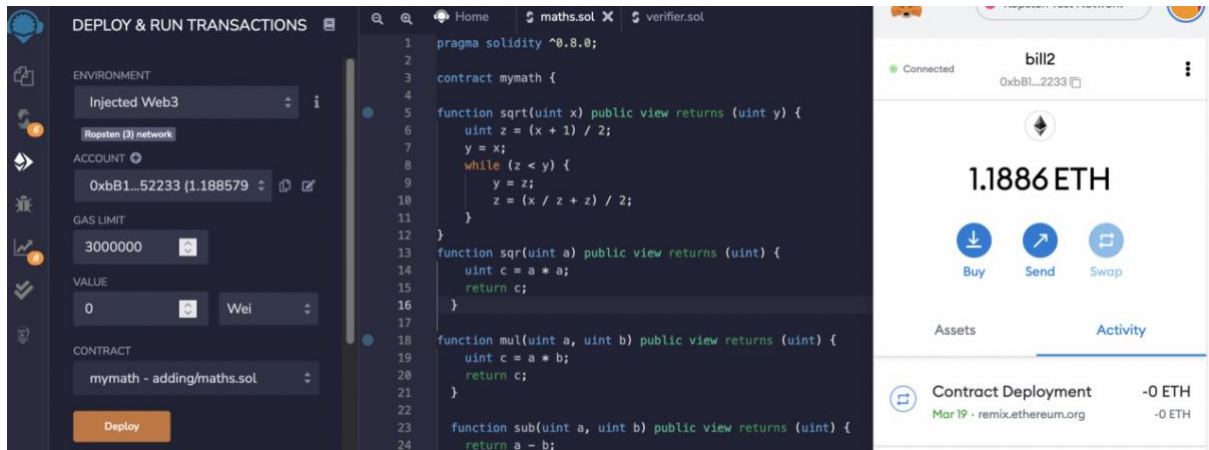 DEPLOY & RUN TRANSACTIONS
ENVIRONMENT
Injected Web3
i
Ropsten (3) network
ACCOUNT
0xbB1...52233 (1.188579
GAS LIMIT
3000000
VALUE
0
Wei
CONTRACT
mymath - adding/maths.sol
Deploy
6
8
Home
maths.sol
verifier.sol
1 pragma solidity ^0.8.0;
2
3 contract mymath {
4
5 function sqrt(uint x) public view returns (uint y) {
6 uint z = (x + 1) / 2;
7 y = x;
8 while (z < y) {
9 y = z;
10 z = (x / z + z) / 2;
11 }
12 }
13 function sqr(uint a) public view returns (uint) {
14 uint c = a * a;
15 return c;
16 }
17
18 function mul(uint a, uint b) public view returns (uint) {
19 uint c = a * b;
20 return c;
21 }
22
23 function sub(uint a, uint b) public view returns (uint) {
24 return a - b;
Ropsten Test Network
Connected
bill2
0xbB1...2233
1.1886 ETH
Buy
Send
Swap
Assets
Activity
Contract Deployment
-0 ETH
Mar 19 · remix.ethereum.org
-0 ETH